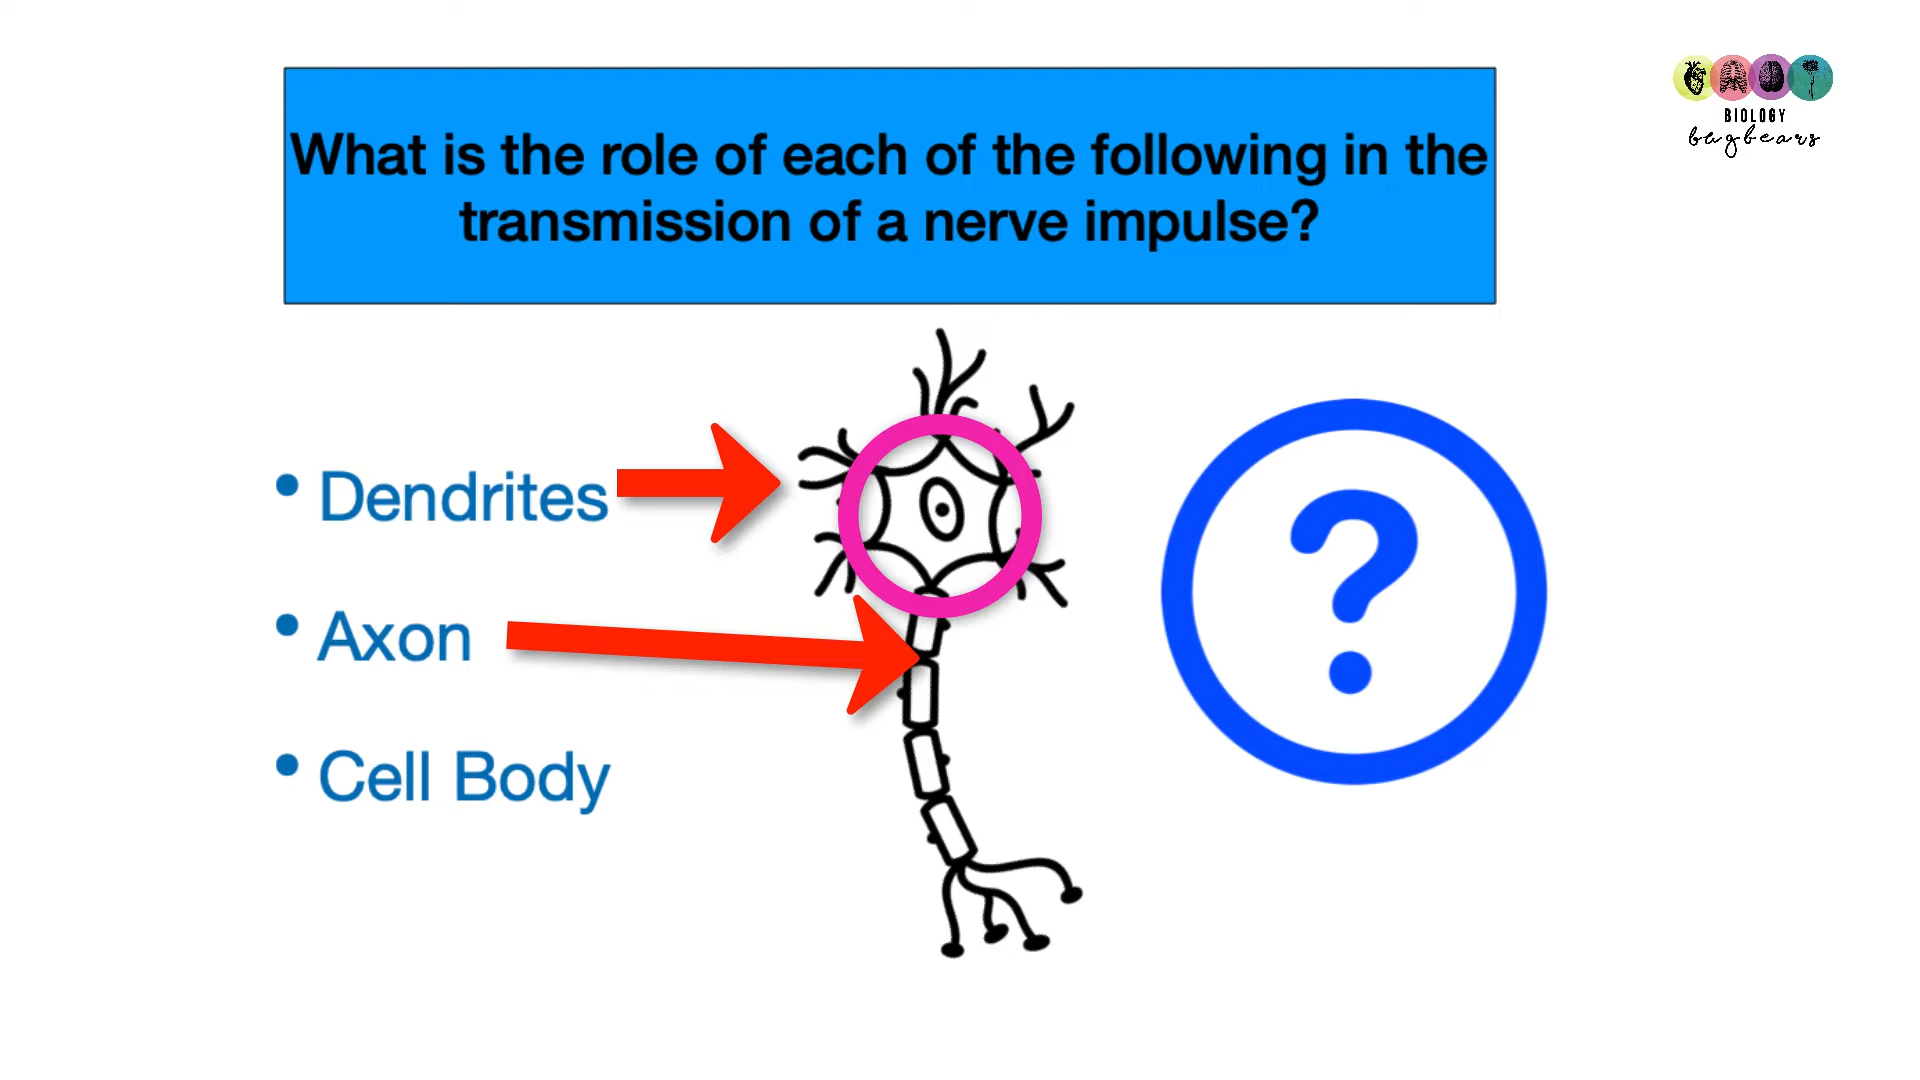 What is the role of each of the following in the
transmission of a nerve impulse?
BIOLOGY
bugbears
• Dendrites
• Axon
• Cell Body
?